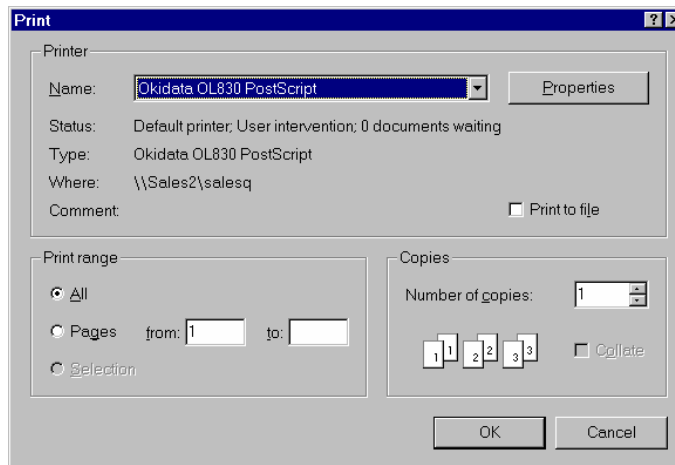 Print
Printer
Name: Okidata OL830 PostScript Properties
Status: Default printer; User intervention; 0 documents waiting
Type: Okidata OL830 PostScript
Where: \\Sales2\salesq
Comment: Print to file
Print range
All
Pages from: 1 to:
Selection
Copies
Number of copies: 1
1 1 2 2 3 3 Collate
OK Cancel